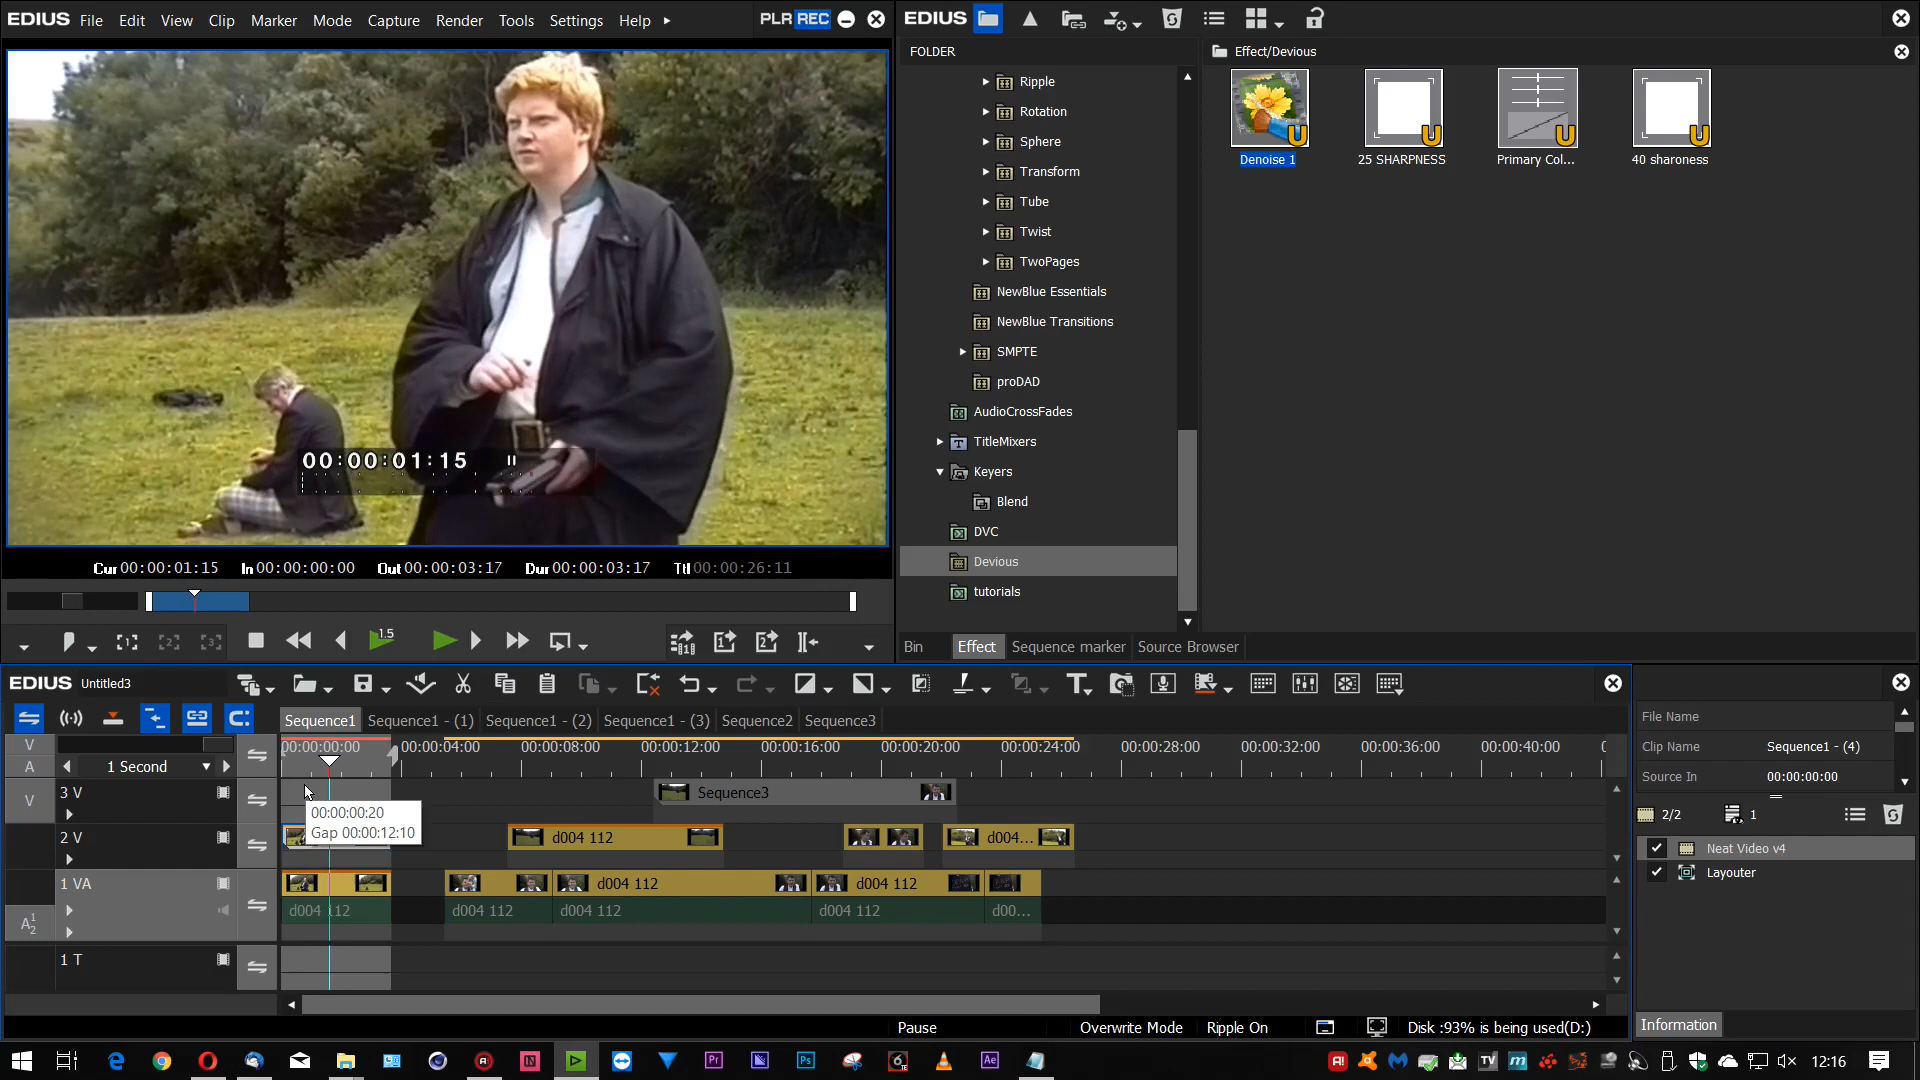 EDIUS File Edit View Clip Marker Mode Capture Render Tools Settings Help PLR REC
00:00:01:15
Cur 00:00:01:15 In 00:00:00:00 Out 00:00:03:17 Dur 00:00:03:17 Ttl 00:00:26:11
1.5
EDIUS
FOLDER
Ripple
Rotation
Sphere
Transform
Tube
Twist
TwoPages
NewBlue Essentials
NewBlue Transitions
SMPTE
proDAD
AudioCrossFades
TitleMixers
Keyers
Blend
DVC
Devious
tutorials
Effect/Devious
Denoise 1
25 SHARPNESS
Primary Col...
40 sharoness
Bin Effect Sequence marker Source Browser
EDIUS Untitled3
Sequence1 Sequence1 - (1) Sequence1 - (2) Sequence1 - (3) Sequence2 Sequence3
00:00:00:00 00:00:04:00 00:00:08:00 00:00:12:00 00:00:16:00 00:00:20:00 00:00:24:00 00:00:28:00 00:00:32:00 00:00:36:00 00:00:40:00
V
A
1 Second
V
3 V
Sequence3
00:00:00:20
Gap 00:00:12:10
2 V
d004 112
d004...
1 VA
d004 112
d004 112
A 1 2
d004 112
d004 112
d004 112
d004 112
d00...
1 T
Pause Overwrite Mode Ripple On Disk :93% is being used(D:)
File Name
Clip Name Sequence1 - (4)
Source In 00:00:00:00
2/2 1
Neat Video v4
Layouter
Information
12:16